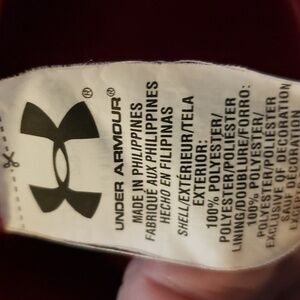 UNDER ARMOUR®
®
MADE IN PHILIPPINES
FABRIQUÉ AUX PHILIPPINES
HECHO EN FILIPINAS
SHELL/EXTÉRIEUR/TELA
EXTERIOR:
100% POLYESTER/
POLYESTER/POLIESTER
LINING/DOUBLURE/FORRO:
100% POLYESTER/
POLYESTER/POLIESTER
EXCLUSIVE OF DECORATION
SAUF DÉCORATION